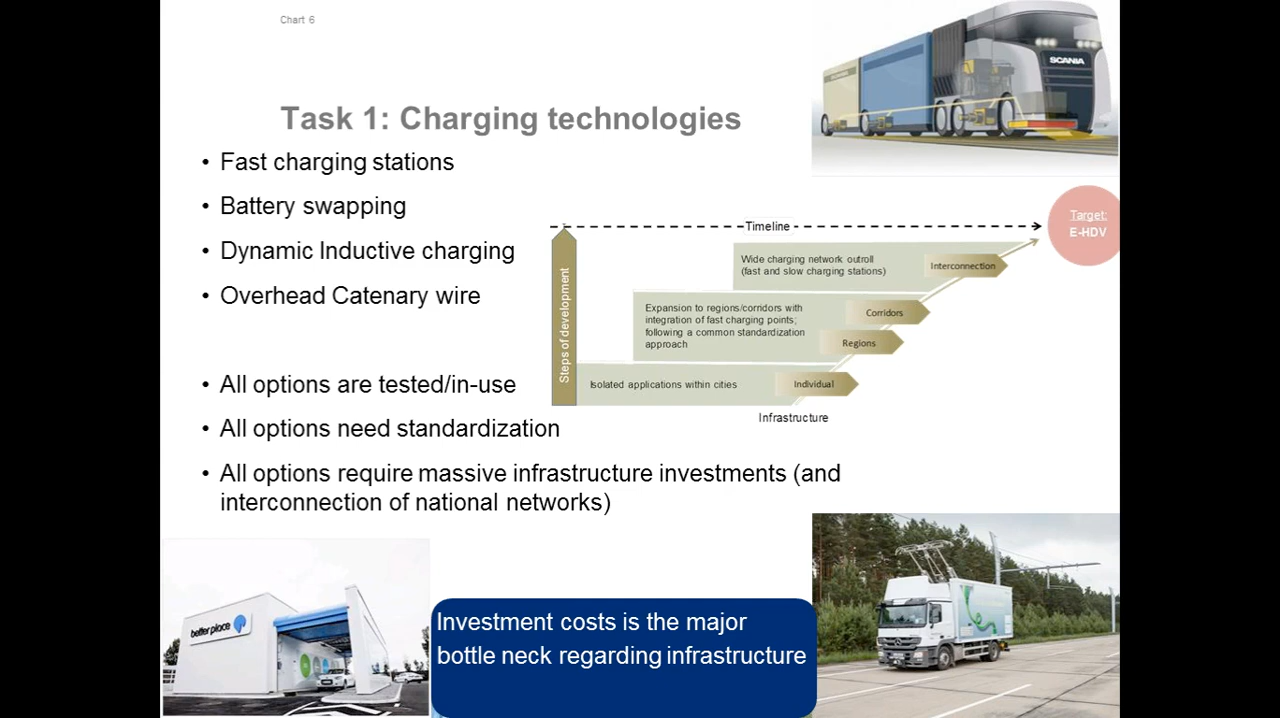 Chart 6
SCANIA
Task 1: Charging technologies
• Fast charging stations
• Battery swapping
• Dynamic Inductive charging
• Overhead Catenary wire
• All options are tested/in-use
• All options need standardization
• All options require massive infrastructure investments (and
interconnection of national networks)
Timeline
Target:
E-HDV
Steps of development
Wide charging network outroll
(fast and slow charging stations)
Interconnection
Expansion to regions/corridors with
integration of fast charging points;
following a common standardization
approach
Corridors
Regions
Isolated applications within cities
Individual
Infrastructure
better place
Investment costs is the major
bottle neck regarding infrastructure